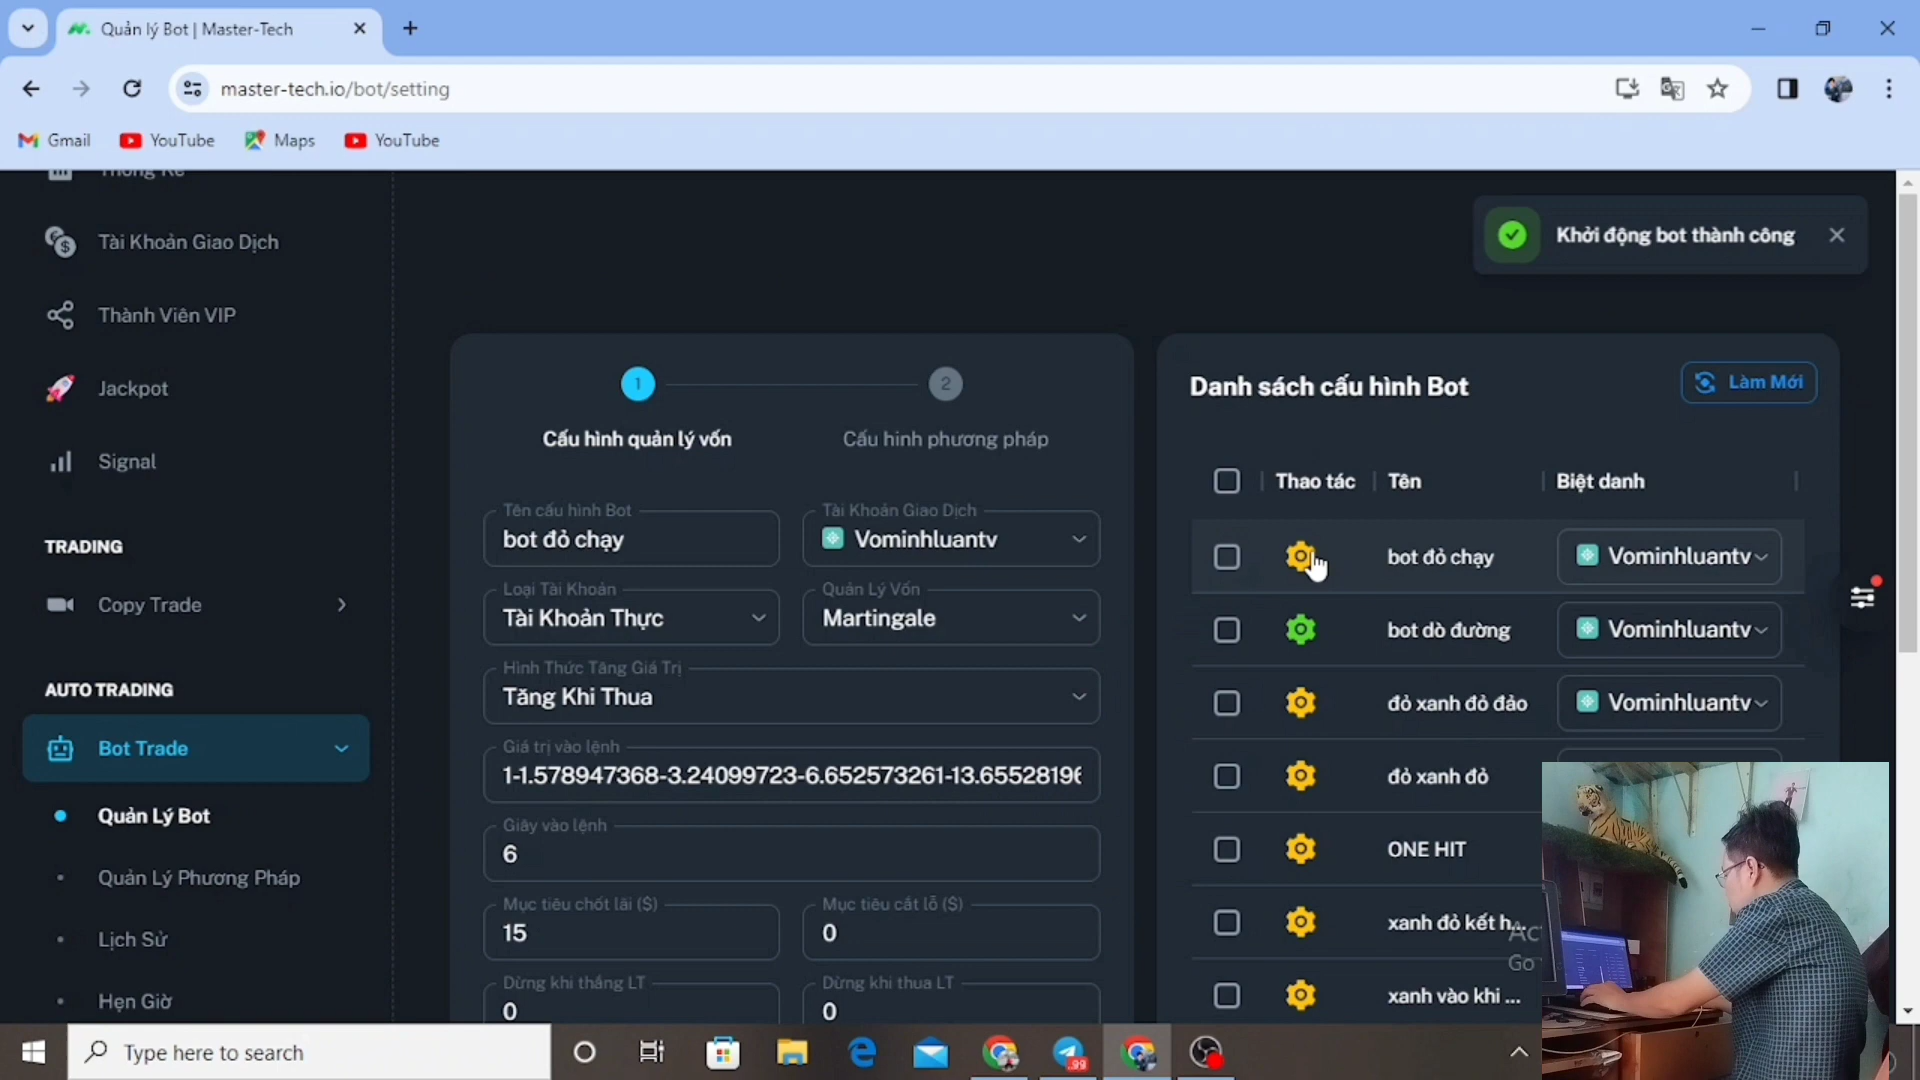 Quản lý Bot | Master-Tech
master-tech.io/bot/setting
Gmail
YouTube
Maps
YouTube
Thống Kê
Tài Khoản Giao Dịch
Thành Viên VIP
Jackpot
Signal
TRADING
Copy Trade
AUTO TRADING
Bot Trade
Quản Lý Bot
Quản Lý Phương Pháp
Lịch Sử
Hẹn Giờ
Khởi động bot thành công
1
2
Cấu hình quản lý vốn
Cấu hình phương pháp
Tên cấu hình Bot
bot đỏ chạy
Tài Khoản Giao Dịch
Vominhluantv
Loại Tài Khoản
Tài Khoản Thực
Quản Lý Vốn
Martingale
Hình Thức Tăng Giá Trị
Tăng Khi Thua
Giá trị vào lệnh
1-1.578947368-3.24099723-6.652573261-13.65528196
Giây vào lệnh
6
Mục tiêu chốt lãi ($)
15
Mục tiêu cắt lỗ ($)
0
Dừng khi thắng LT
0
Dừng khi thua LT
0
Danh sách cấu hình Bot
Làm Mới
Thao tác
Tên
Biệt danh
bot đỏ chạy
Vominhluantv
bot dò đường
Vominhluantv
đỏ xanh đỏ đảo
Vominhluantv
đỏ xanh đỏ
ONE HIT
xanh đỏ kết h...
xanh vào khi ...
Ac
Go
Type here to search
99